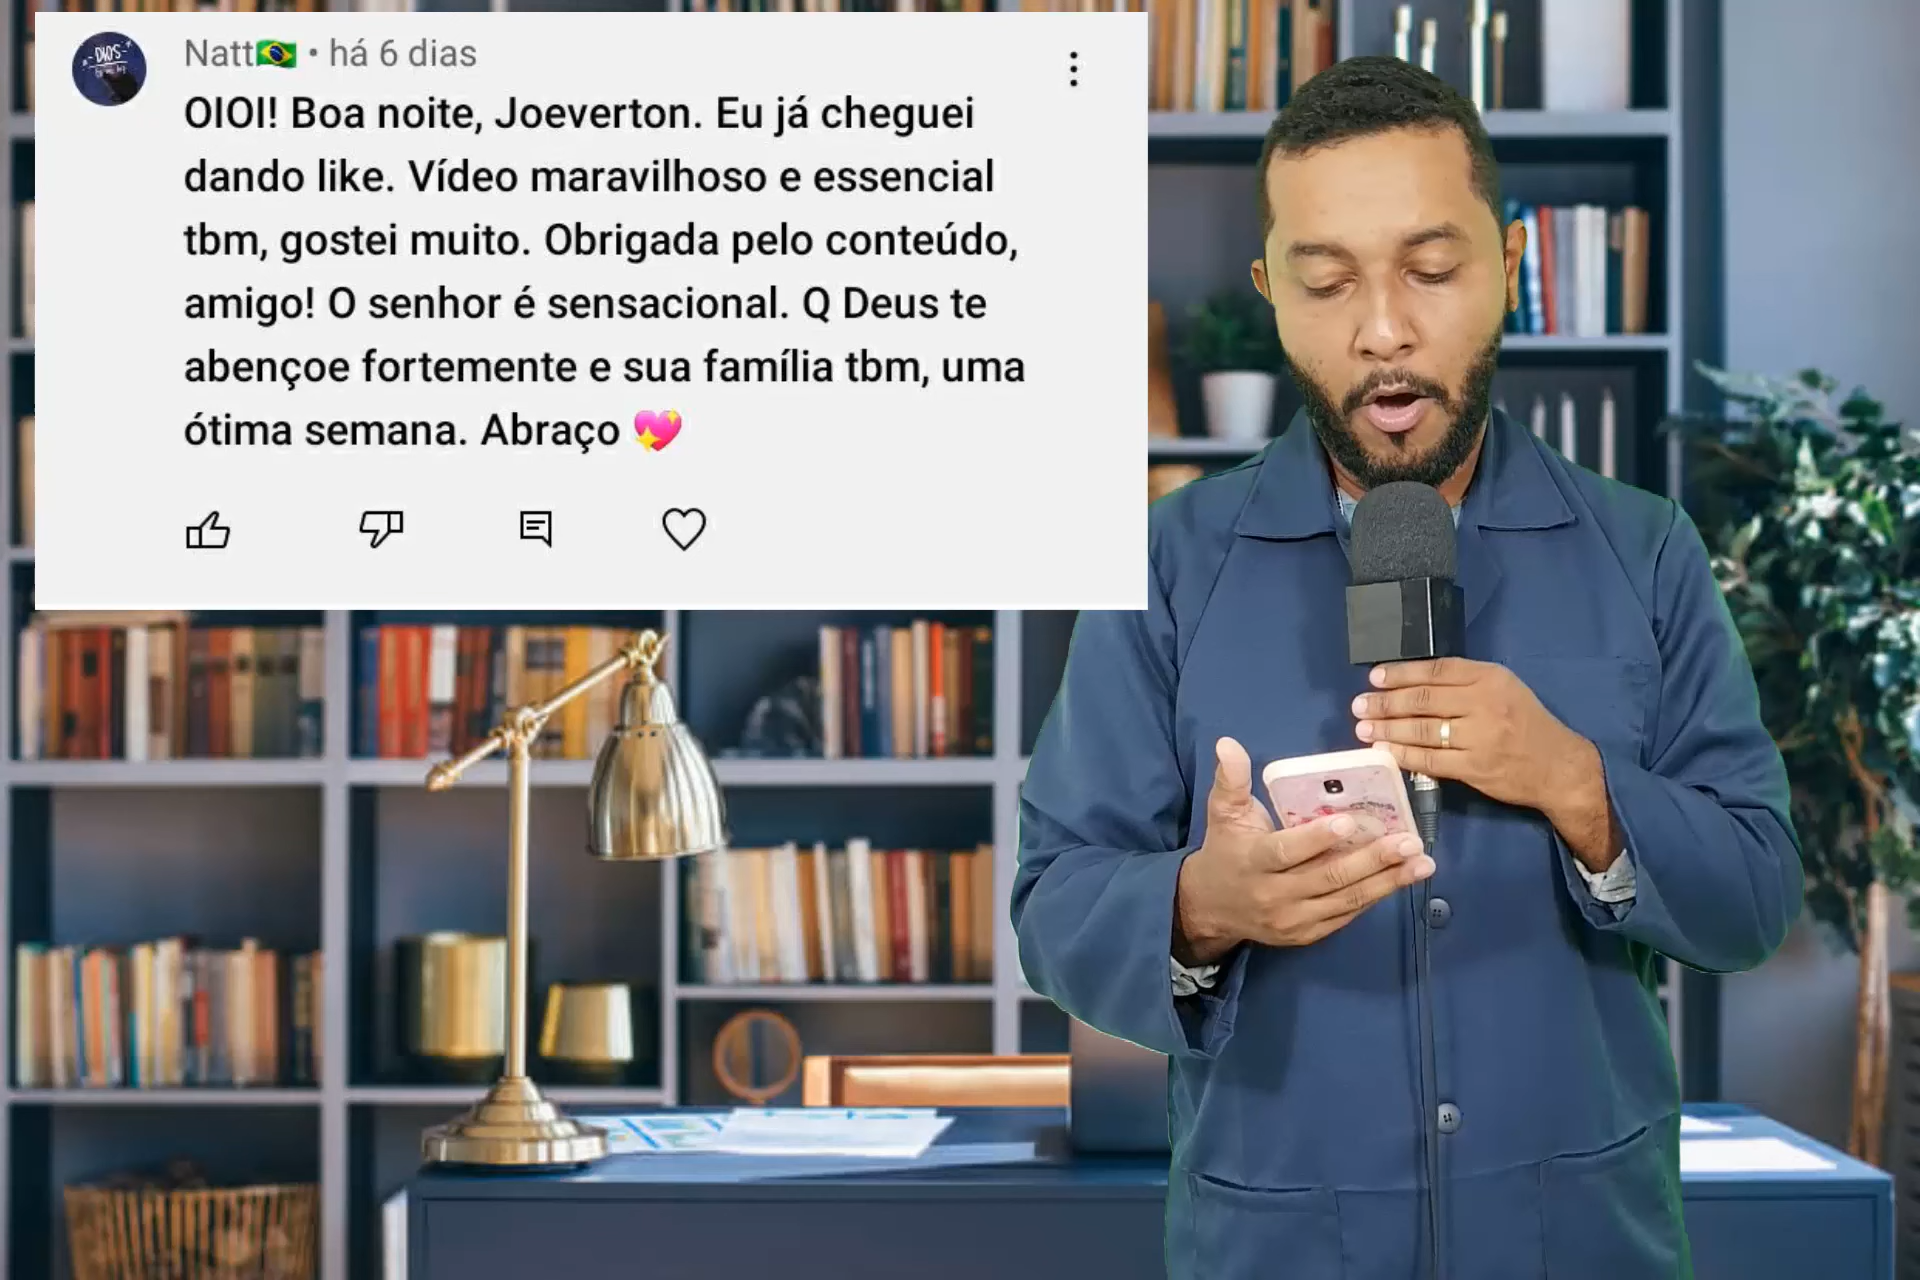 Natt🇧🇷 • há 6 dias
OIOI! Boa noite, Joeverton. Eu já cheguei
dando like. Vídeo maravilhoso e essencial
tbm, gostei muito. Obrigada pelo conteúdo,
amigo! O senhor é sensacional. Q Deus te
abençoe fortemente e sua família tbm, uma
ótima semana. Abraço 💖